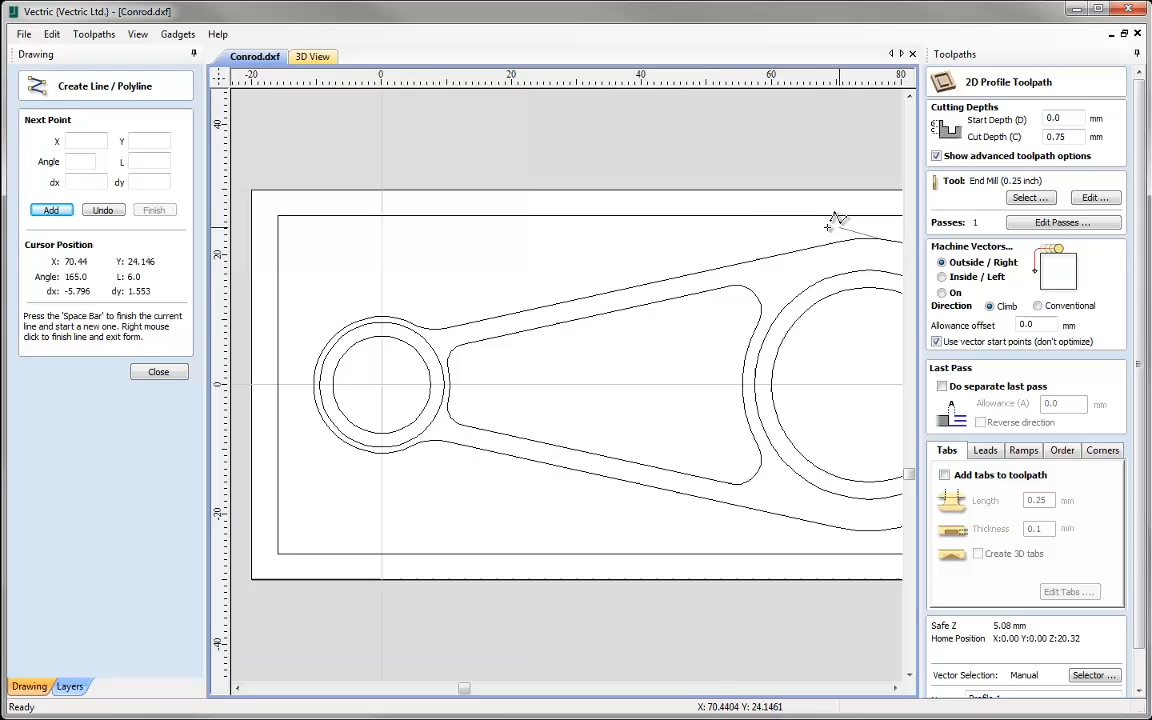 Vectric {Vectric Ltd.} - [Conrod.dxf]
File Edit Toolpaths View Gadgets Help
Drawing
Create Line / Polyline
Next Point
X Y
Angle L
dx dy
Add Undo Finish
Cursor Position
X: 70.44 Y: 24.146
Angle: 165.0 L: 6.0
dx: -5.796 dy: 1.553
Press the 'Space Bar' to finish the current
line and start a new one. Right mouse
click to finish line and exit form.
Close
Drawing Layers
Ready
Conrod.dxf 3D View
-20 0 20 40 60 80
40
20
0
-20
-40
X: 70.4404 Y: 24.1461
Toolpaths
2D Profile Toolpath
Cutting Depths
Start Depth (D) 0.0 mm
Cut Depth (C) 0.75 mm
Show advanced toolpath options
Tool: End Mill (0.25 inch)
Select ... Edit ...
Passes: 1 Edit Passes ...
Machine Vectors...
Outside / Right
Inside / Left
On
Direction Climb Conventional
Allowance offset 0.0 mm
Use vector start points (don't optimize)
Last Pass
Do separate last pass
A Allowance (A) 0.0 mm
Reverse direction
Tabs Leads Ramps Order Corners
Add tabs to toolpath
Length 0.25 mm
Thickness 0.1 mm
Create 3D tabs
Edit Tabs ....
Safe Z 5.08 mm
Home Position X:0.00 Y:0.00 Z:20.32
Vector Selection: Manual Selector ...